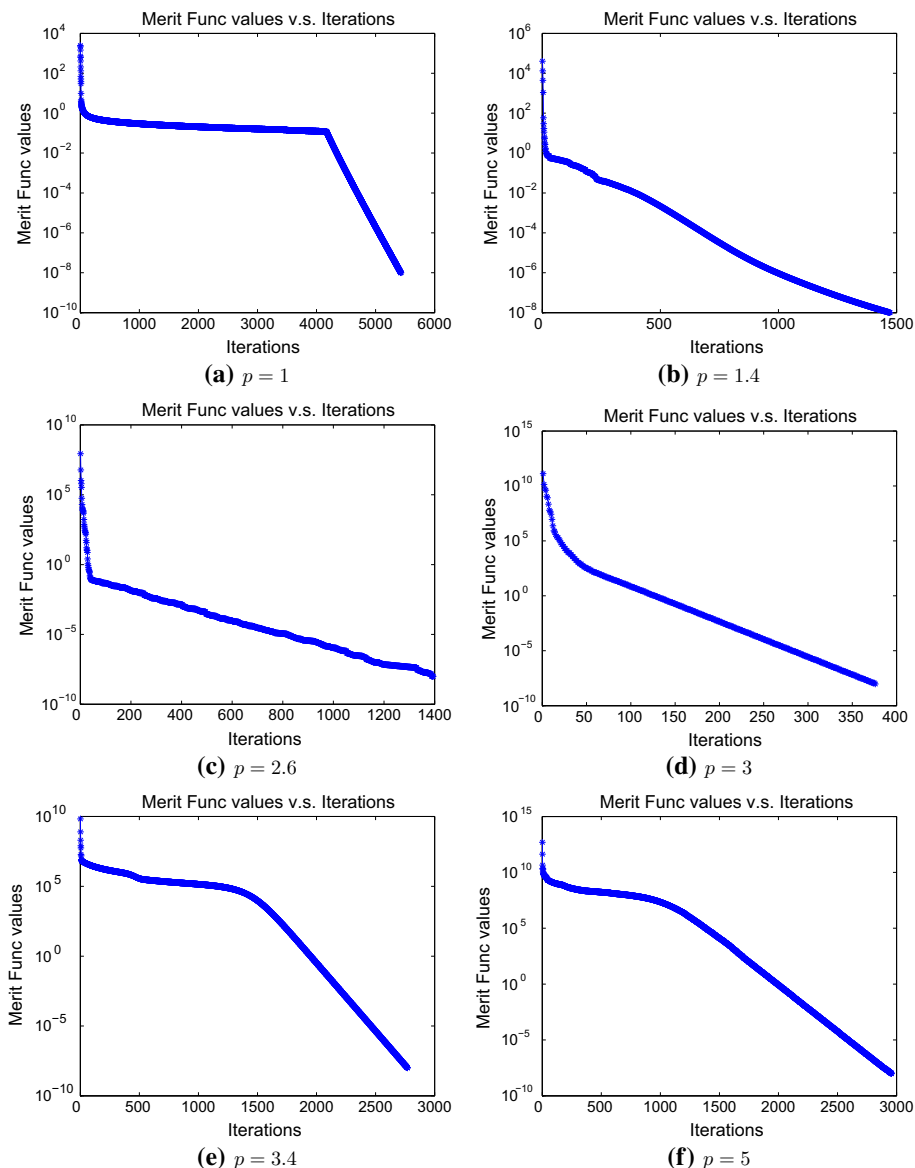 Merit Func values v.s. Iterations
Merit Func values
10^4
10^2
10^0
10^−2
10^−4
10^−6
10^−8
10^−10
0 1000 2000 3000 4000 5000 6000
Iterations
(a) p = 1
Merit Func values v.s. Iterations
Merit Func values
10^6
10^4
10^2
10^0
10^−2
10^−4
10^−6
10^−8
0 500 1000 1500
Iterations
(b) p = 1.4
Merit Func values v.s. Iterations
Merit Func values
10^10
10^5
10^0
10^−5
10^−10
0 200 400 600 800 1000 1200 1400
Iterations
(c) p = 2.6
Merit Func values v.s. Iterations
Merit Func values
10^15
10^10
10^5
10^0
10^−5
10^−10
0 50 100 150 200 250 300 350 400
Iterations
(d) p = 3
Merit Func values v.s. Iterations
Merit Func values
10^10
10^5
10^0
10^−5
10^−10
0 500 1000 1500 2000 2500 3000
Iterations
(e) p = 3.4
Merit Func values v.s. Iterations
Merit Func values
10^15
10^10
10^5
10^0
10^−5
10^−10
0 500 1000 1500 2000 2500 3000
Iterations
(f) p = 5